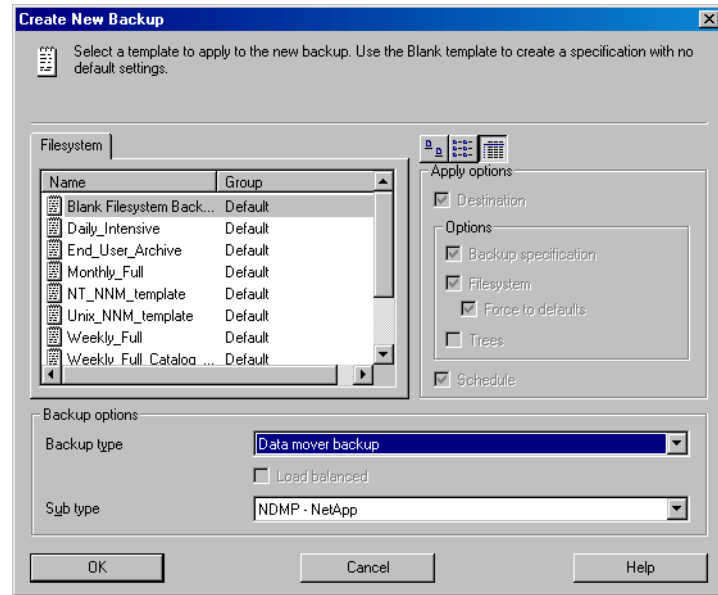 Create New Backup
Select a template to apply to the new backup. Use the Blank template to create a specification with no
default settings.
Filesystem
Name Group
Blank Filesystem Back... Default
Daily_Intensive Default
End_User_Archive Default
Monthly_Full Default
NT_NNM_template Default
Unix_NNM_template Default
Weekly_Full Default
Weekly_Full_Catalog_... Default
Apply options
Destination
Options
Backup specification
Filesystem
Force to defaults
Trees
Schedule
Backup options
Backup type Data mover backup
Load balanced
Sub type NDMP - NetApp
OK Cancel Help